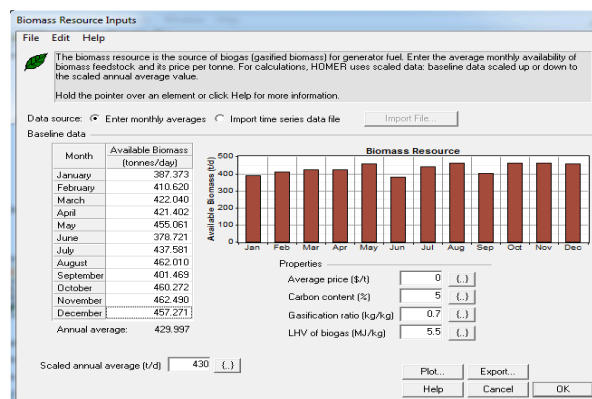 Biomass Resource Inputs
File Edit Help
The biomass resource is the source of biogas (gasified biomass) for generator fuel. Enter the average monthly availability of
biomass feedstock and its price per tonne. For calculations, HOMER uses scaled data: baseline data scaled up or down to
the scaled annual average value.
Hold the pointer over an element or click Help for more information.
Data source: Enter monthly averages Import time series data file Import File...
Baseline data
Month Available Biomass
(tonnes/day)
January 387.373
February 410.620
March 422.040
April 421.402
May 455.061
June 378.721
July 437.581
August 462.010
September 401.469
October 460.272
November 462.490
December 457.271
Annual average: 429.997
Biomass Resource
Available Biomass (t/d)
500
400
300
200
100
0
Jan Feb Mar Apr May Jun Jul Aug Sep Oct Nov Dec
Properties
Average price ($/t) 0 {..}
Carbon content (%) 5 {..}
Gasification ratio (kg/kg) 0.7 {..}
LHV of biogas (MJ/kg) 5.5 {..}
Scaled annual average (t/d) 430 {..}
Plot... Export...
Help Cancel OK